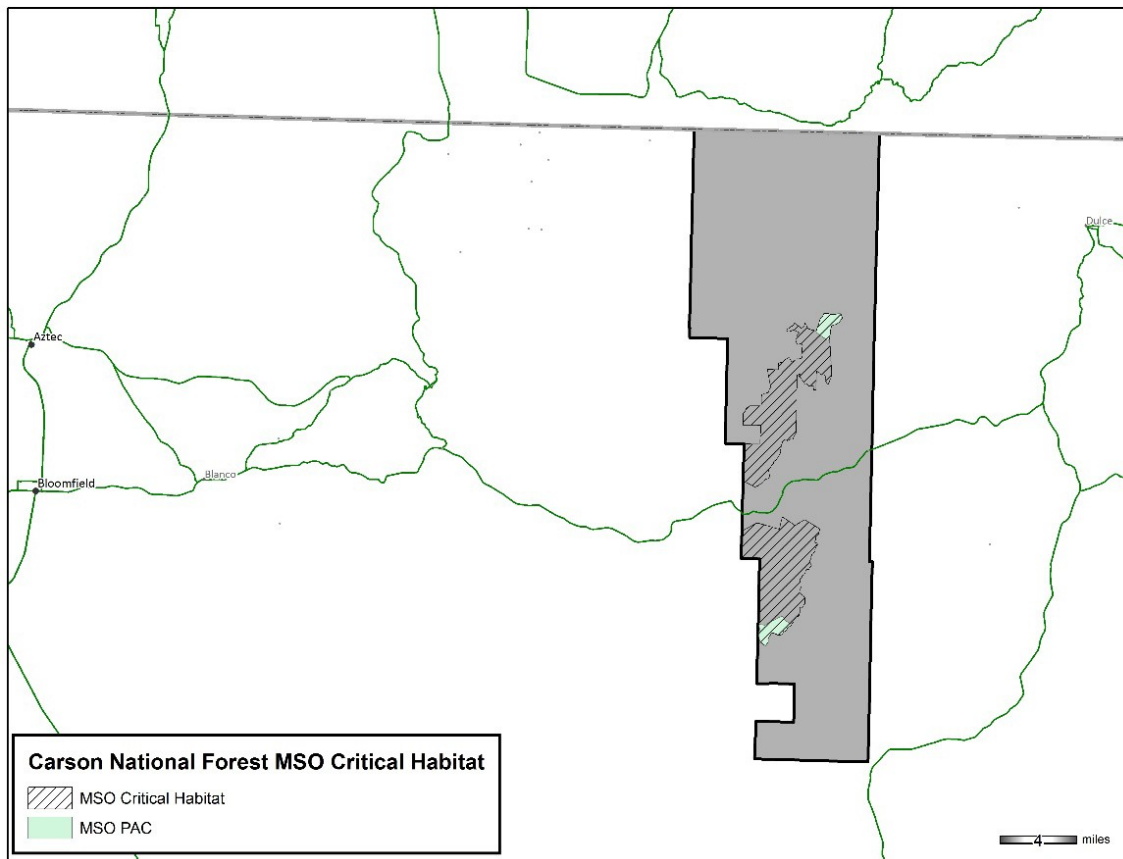 Dulce
Aztec
Blanco
Bloomfield
Carson National Forest MSO Critical Habitat
MSO Critical Habitat
MSO PAC
4 miles